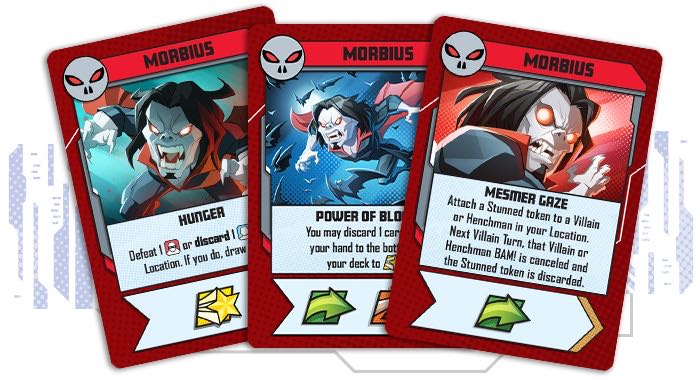 MORBIUS
HUNGER
Defeat 1 or discard 1
Location. If you do, draw
MORBIUS
POWER OF BLO
You may discard 1 car
your hand to the bott
your deck to
MORBIUS
MESMER GAZE
Attach a Stunned token to a Villain
or Henchman in your Location.
Next Villain Turn, that Villain or
Henchman BAM! is canceled and
the Stunned token is discarded.